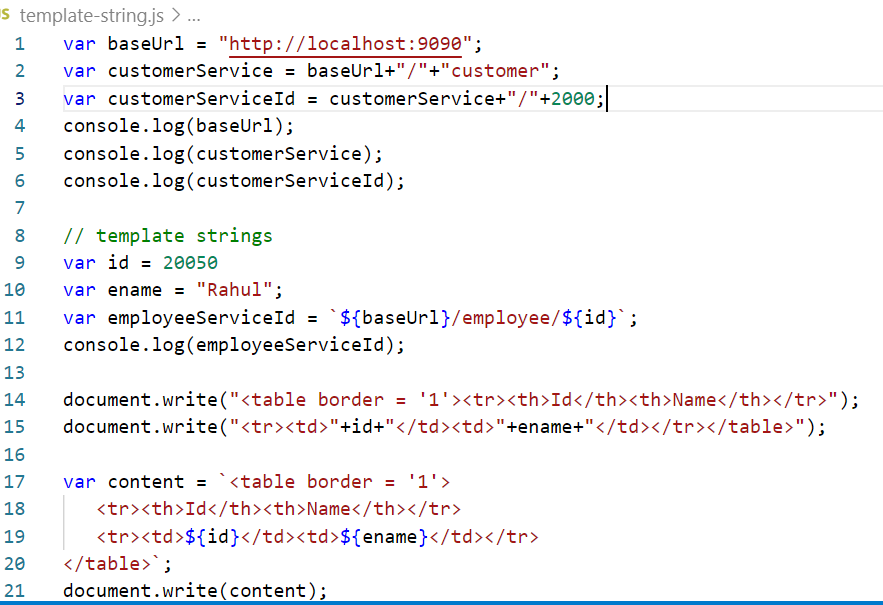 JS template-string.js > ...
1 var baseUrl = "http://localhost:9090";
2 var customerService = baseUrl+"/"+"customer";
3 var customerServiceId = customerService+"/"+2000;
4 console.log(baseUrl);
5 console.log(customerService);
6 console.log(customerServiceId);
7
8 // template strings
9 var id = 20050
10 var ename = "Rahul";
11 var employeeServiceId = `${baseUrl}/employee/${id}`;
12 console.log(employeeServiceId);
13
14 document.write("<table border = '1'><tr><th>Id</th><th>Name</th></tr>");
15 document.write("<tr><td>"+id+"</td><td>"+ename+"</td></tr></table>");
16
17 var content = `<table border = '1'>
18    <tr><th>Id</th><th>Name</th></tr>
19    <tr><td>${id}</td><td>${ename}</td></tr>
20 </table>`;
21 document.write(content);